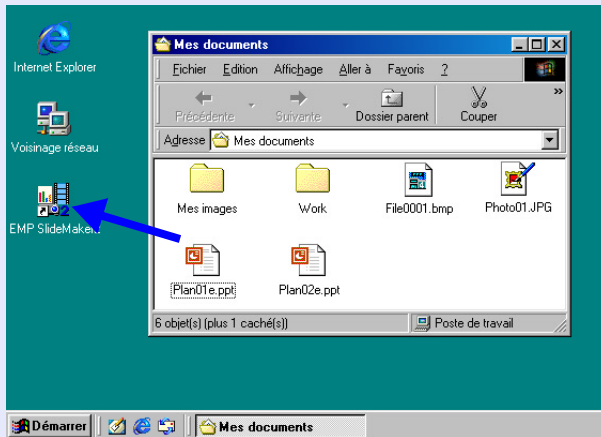 Internet Explorer
Voisinage réseau
EMP SlideMaker2
Mes documents
Fichier Edition Affichage Aller à Favoris ?
Précédente Suivante Dossier parent Couper »
Adresse Mes documents
Mes images Work File0001.bmp Photo01.JPG
Plan01e.ppt Plan02e.ppt
6 objet(s) (plus 1 caché(s)) Poste de travail
Démarrer Mes documents